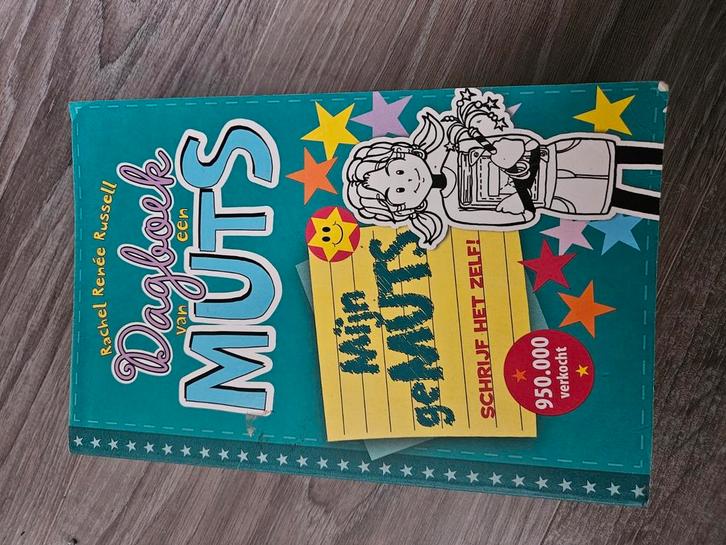 Rachel Renée Russell
Dagboek
van een
MUTS
Mijn
geMUTS
SCHRIJF HET ZELF!
950.000
verkocht